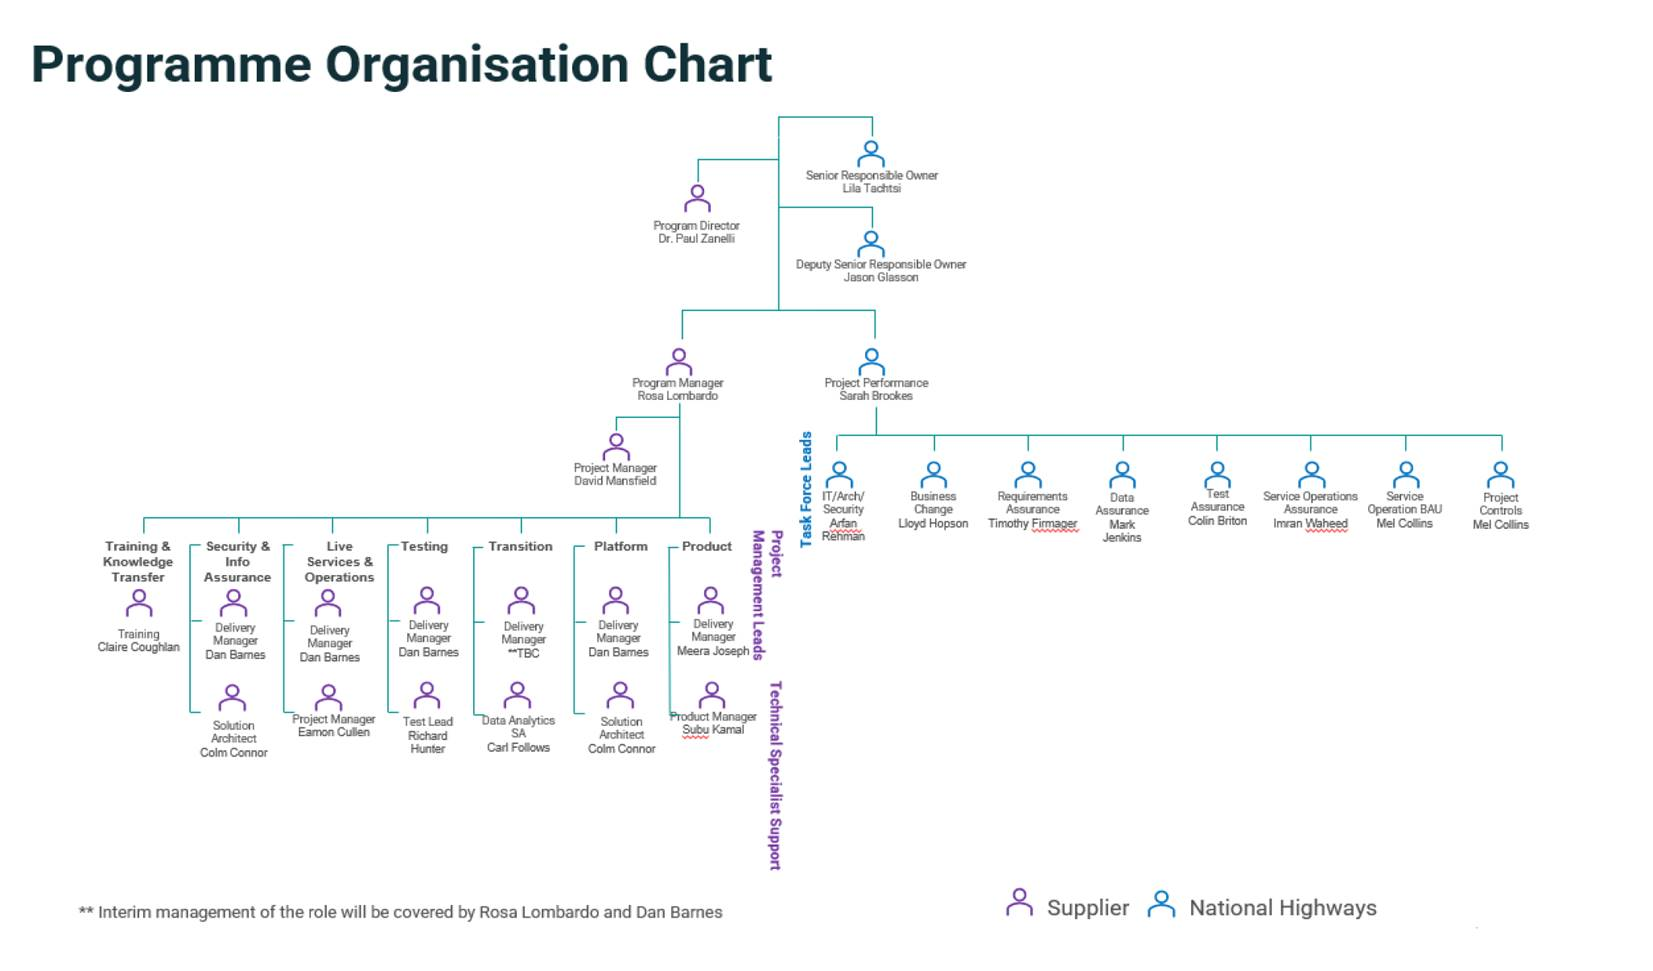 Programme Organisation Chart
Senior Responsible Owner
Lila Tachtsi
Program Director
Dr. Paul Zanelli
Deputy Senior Responsible Owner
Jason Glasson
Program Manager
Rosa Lombardo
Project Performance
Sarah Brookes
Project Manager
David Mansfield
Task Force Leads
IT/Arch/
Security
Arfan
Rehman
Business
Change
Lloyd Hopson
Requirements
Assurance
Timothy Firmager
Data
Assurance
Mark
Jenkins
Test
Assurance
Colin Briton
Service Operations
Assurance
Imran Waheed
Service
Operation BAU
Mel Collins
Project
Controls
Mel Collins
Training &
Knowledge
Transfer
Training
Claire Coughlan
Security &
Info
Assurance
Delivery
Manager
Dan Barnes
Solution
Architect
Colm Connor
Live
Services &
Operations
Delivery
Manager
Dan Barnes
Project Manager
Eamon Cullen
Testing
Delivery
Manager
Dan Barnes
Test Lead
Richard
Hunter
Transition
Delivery
Manager
**TBC
Data Analytics
SA
Carl Follows
Platform
Delivery
Manager
Dan Barnes
Solution
Architect
Colm Connor
Product
Delivery
Manager
Meera Joseph
Product Manager
Subu Kamal
Project
Management Leads
Technical Specialist Support
** Interim management of the role will be covered by Rosa Lombardo and Dan Barnes
Supplier
National Highways